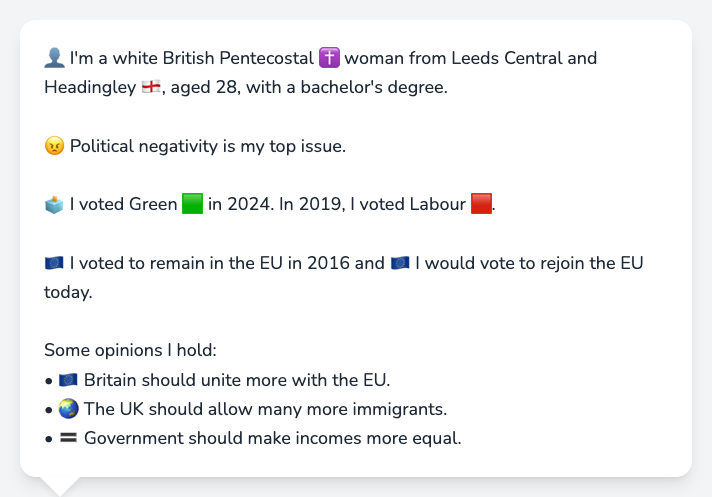 👤 I'm a white British Pentecostal ✝️ woman from Leeds Central and
Headingley 🏴󠁧󠁢󠁥󠁮󠁧󠁿, aged 28, with a bachelor's degree.
😠 Political negativity is my top issue.
🗳️ I voted Green 🟩 in 2024. In 2019, I voted Labour 🟥.
🇪🇺 I voted to remain in the EU in 2016 and 🇪🇺 I would vote to rejoin the EU
today.
Some opinions I hold:
• 🇪🇺 Britain should unite more with the EU.
• 🌏 The UK should allow many more immigrants.
• 🟰 Government should make incomes more equal.